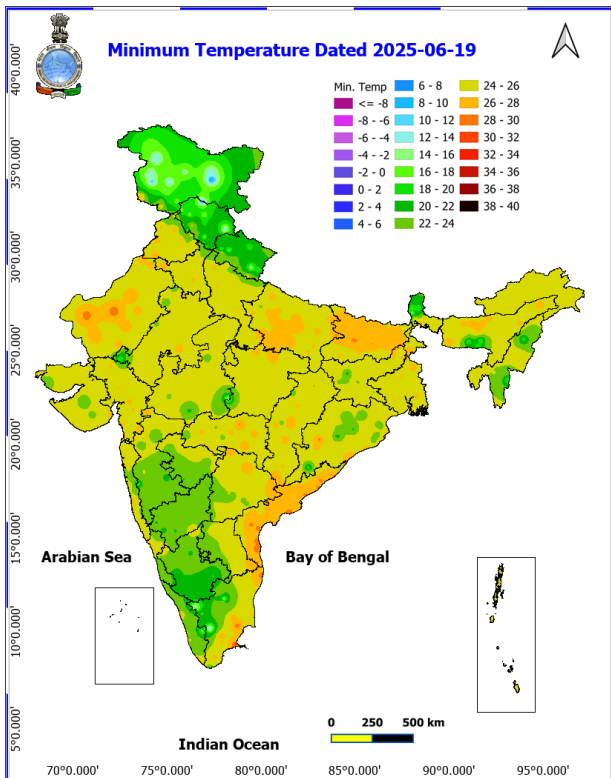 Minimum Temperature Dated 2025-06-19
Min. Temp
<= -8
-8 - -6
-6 - -4
-4 - -2
-2 - 0
0 - 2
2 - 4
4 - 6
6 - 8
8 - 10
10 - 12
12 - 14
14 - 16
16 - 18
18 - 20
20 - 22
22 - 24
24 - 26
26 - 28
28 - 30
30 - 32
32 - 34
34 - 36
36 - 38
38 - 40
40°0.000'
35°0.000'
30°0.000'
25°0.000'
20°0.000'
15°0.000'
10°0.000'
5°0.000'
Arabian Sea
Bay of Bengal
Indian Ocean
0 250 500 km
70°0.000' 75°0.000' 80°0.000' 85°0.000' 90°0.000' 95°0.000'